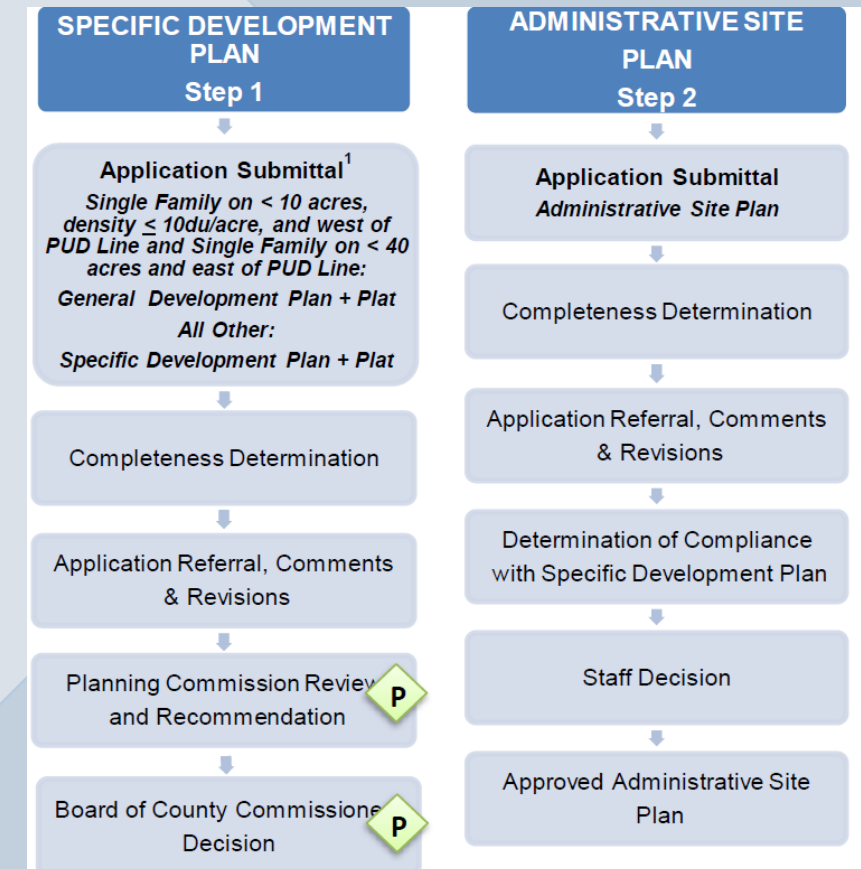 SPECIFIC DEVELOPMENT
PLAN
Step 1
Application Submittal1
Single Family on < 10 acres,
density < 10du/acre, and west of
PUD Line and Single Family on < 40
acres and east of PUD Line:
General Development Plan + Plat
All Other:
Specific Development Plan + Plat
Completeness Determination
Application Referral, Comments
& Revisions
Planning Commission Review
and Recommendation
P
Board of County Commissione
Decision
P
ADMINISTRATIVE SITE
PLAN
Step 2
Application Submittal
Administrative Site Plan
Completeness Determination
Application Referral, Comments
& Revisions
Determination of Compliance
with Specific Development Plan
Staff Decision
Approved Administrative Site
Plan